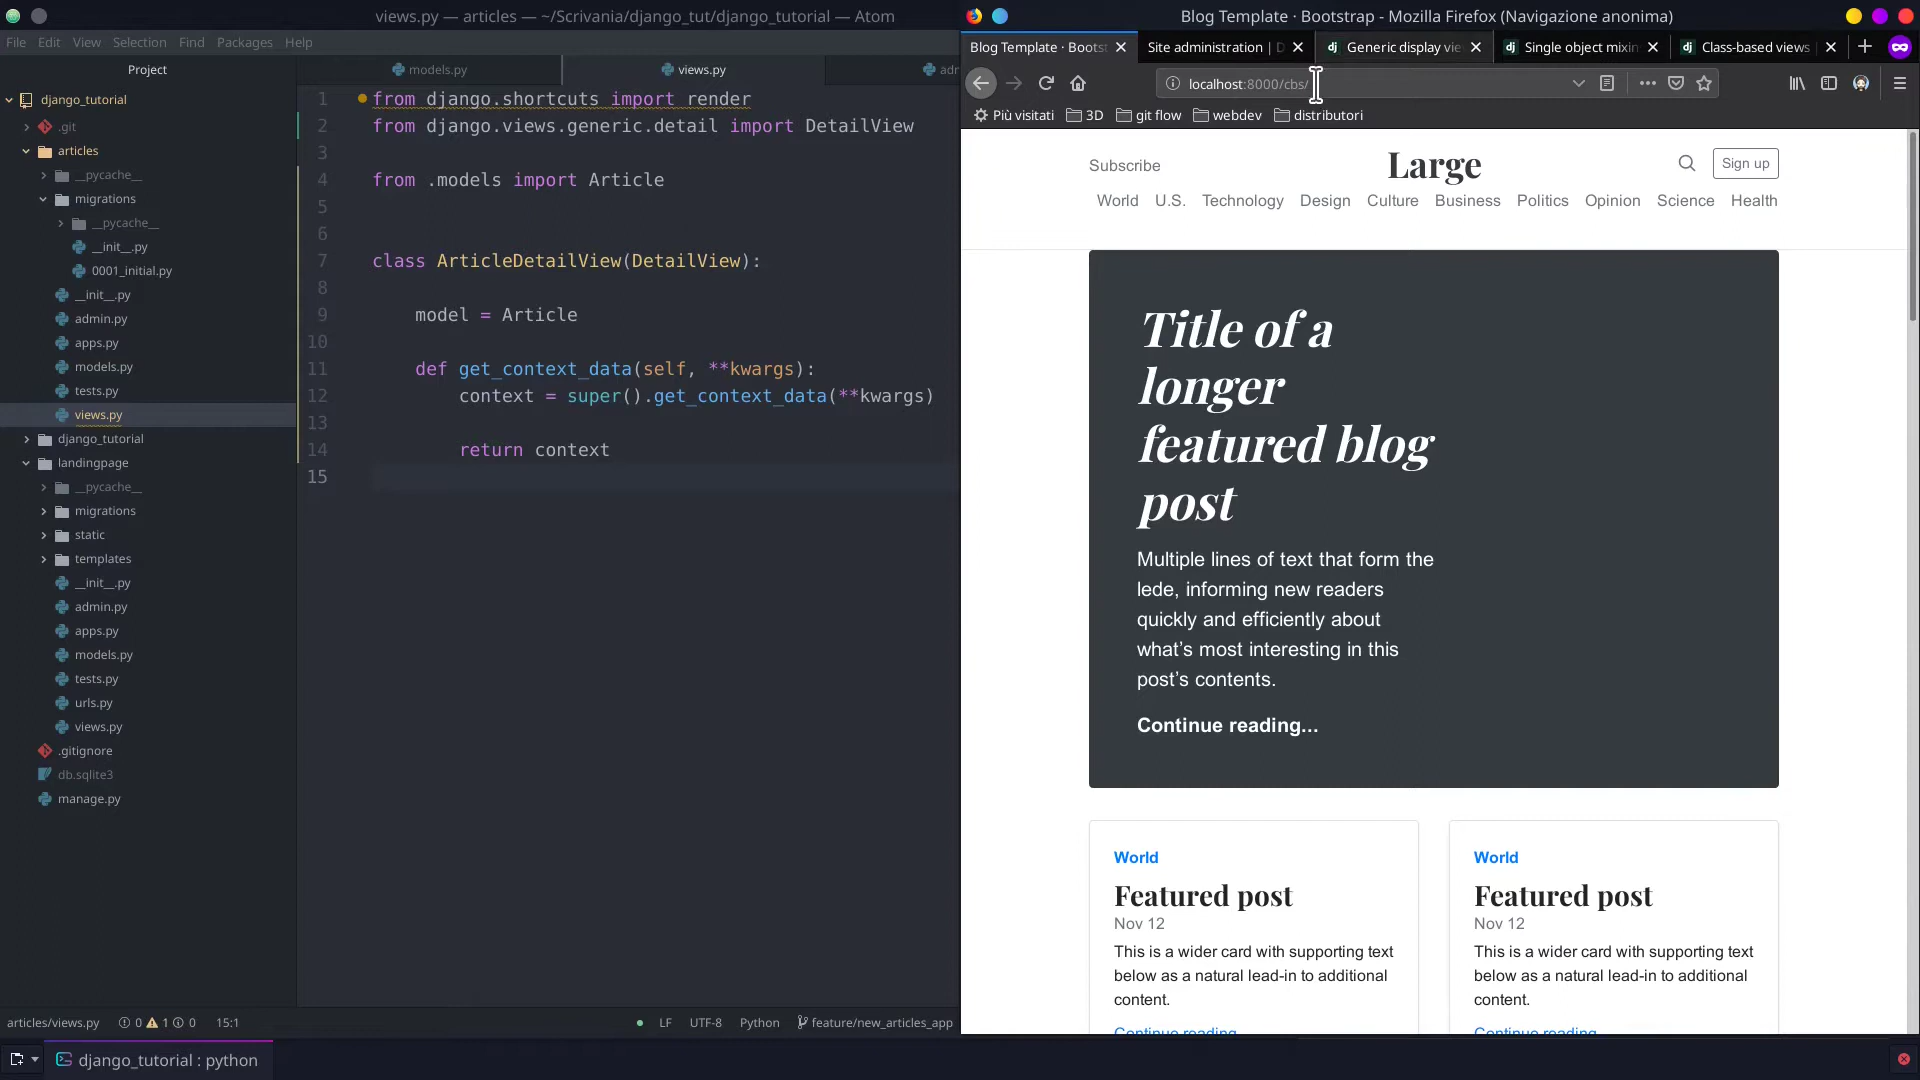 views.py — articles — ~/Scrivania/django_tut/django_tutorial — Atom
File Edit View Selection Find Packages Help
Project
django_tutorial
.git
articles
__pycache__
migrations
__pycache__
__init__.py
0001_initial.py
__init__.py
admin.py
apps.py
models.py
tests.py
views.py
django_tutorial
landingpage
__pycache__
migrations
static
templates
__init__.py
admin.py
apps.py
models.py
tests.py
urls.py
views.py
.gitignore
db.sqlite3
manage.py
models.py
views.py
adr
1 from django.shortcuts import render
2 from django.views.generic.detail import DetailView
3
4 from .models import Article
5
6
7 class ArticleDetailView(DetailView):
8
9 model = Article
10
11 def get_context_data(self, **kwargs):
12 context = super().get_context_data(**kwargs)
13
14 return context
15
articles/views.py 0 1 0 15:1
LF UTF-8 Python feature/new_articles_app
django_tutorial : python
Blog Template · Bootstrap - Mozilla Firefox (Navigazione anonima)
Blog Template · Boots
Site administration | D
Generic display vie
Single object mixin
Class-based views
localhost:8000/cbs/
Più visitati 3D git flow webdev distributori
Subscribe
Large
Sign up
World U.S. Technology Design Culture Business Politics Opinion Science Health
Title of a
longer
featured blog
post
Multiple lines of text that form the
lede, informing new readers
quickly and efficiently about
what’s most interesting in this
post’s contents.
Continue reading...
World
Featured post
Nov 12
This is a wider card with supporting text
below as a natural lead-in to additional
content.
Continue reading
World
Featured post
Nov 12
This is a wider card with supporting text
below as a natural lead-in to additional
content.
Continue reading